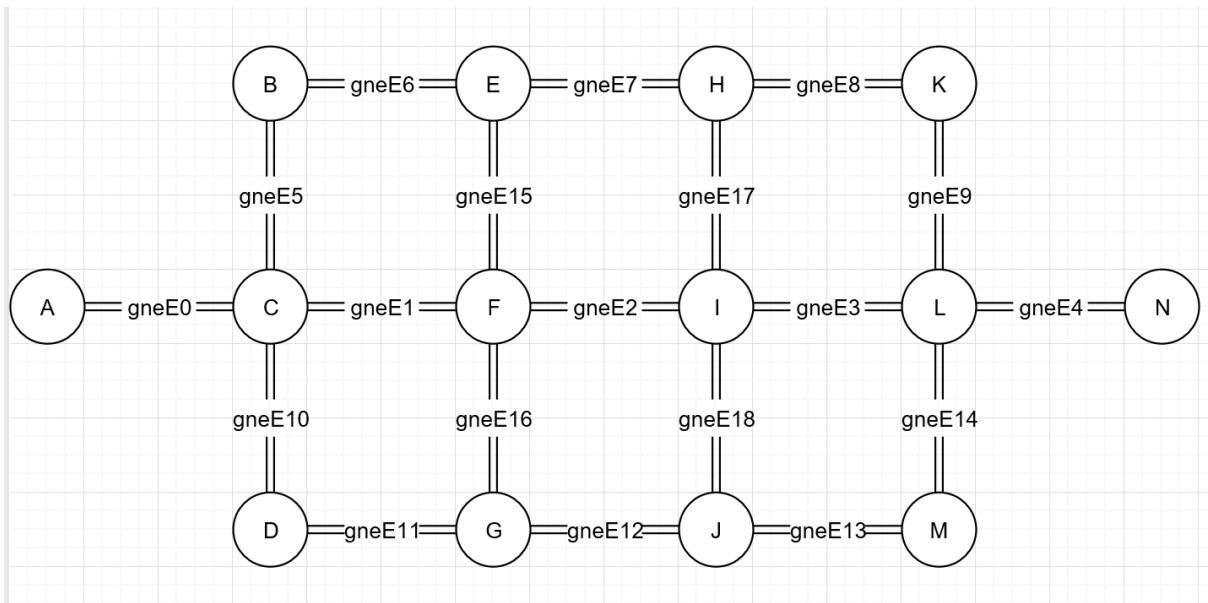 B gneE6 E gneE7 H gneE8 K
gneE5 gneE15 gneE17 gneE9
A gneE0 C gneE1 F gneE2 I gneE3 L gneE4 N
gneE10 gneE16 gneE18 gneE14
D gneE11 G gneE12 J gneE13 M